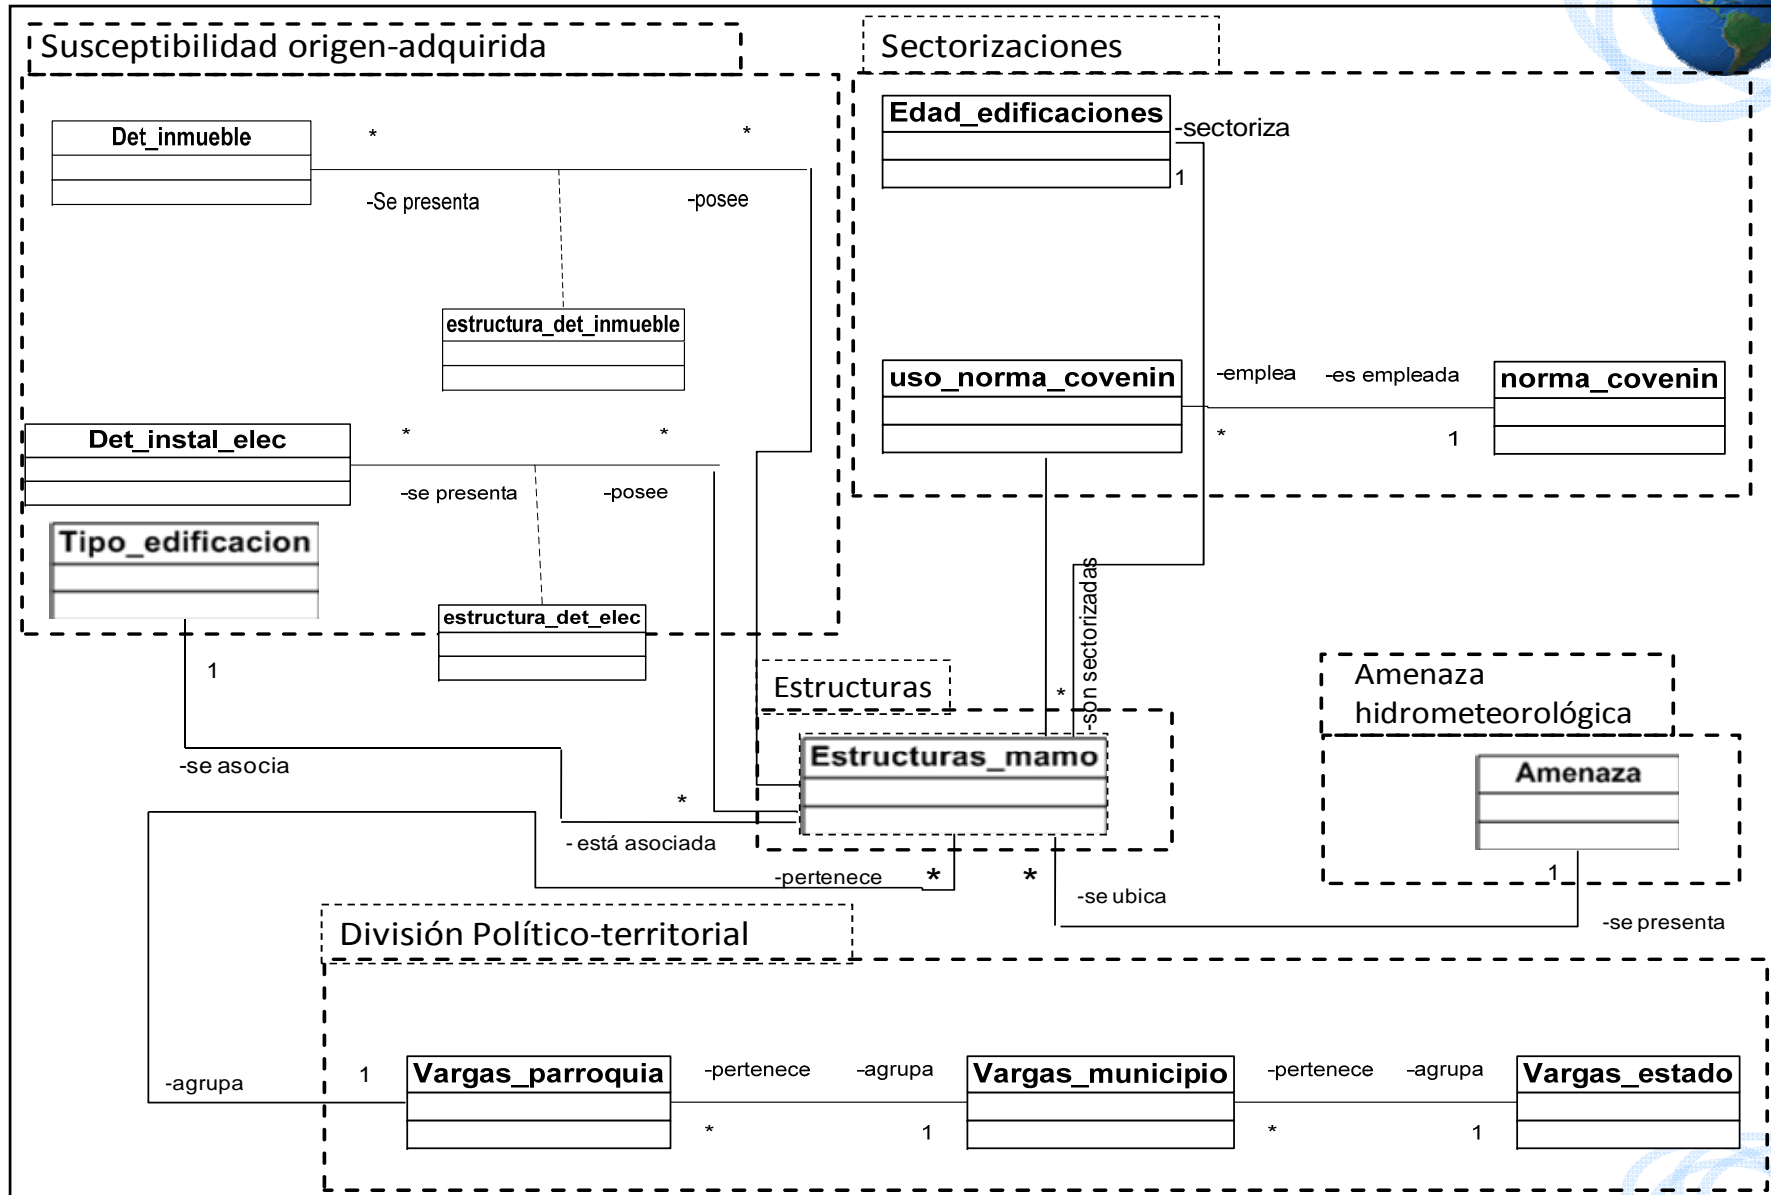 Susceptibilidad origen-adquirida
Sectorizaciones
Edad_edificaciones
-sectoriza
1
Det_inmueble
*
*
-Se presenta
-posee
estructura_det_inmueble
uso_norma_covenin
-emplea
-es empleada
norma_covenin
*
1
Det_instal_elec
*
*
-se presenta
-posee
Tipo_edificacion
estructura_det_elec
1
-son sectorizadas
*
Estructuras
Estructuras_mamo
Amenaza
hidrometeorológica
Amenaza
1
-se asocia
*
- está asociada
-pertenece
*
*
-se ubica
-se presenta
División Político-territorial
-agrupa
1
Vargas_parroquia
-pertenece
-agrupa
*
1
Vargas_municipio
-pertenece
-agrupa
*
1
Vargas_estado